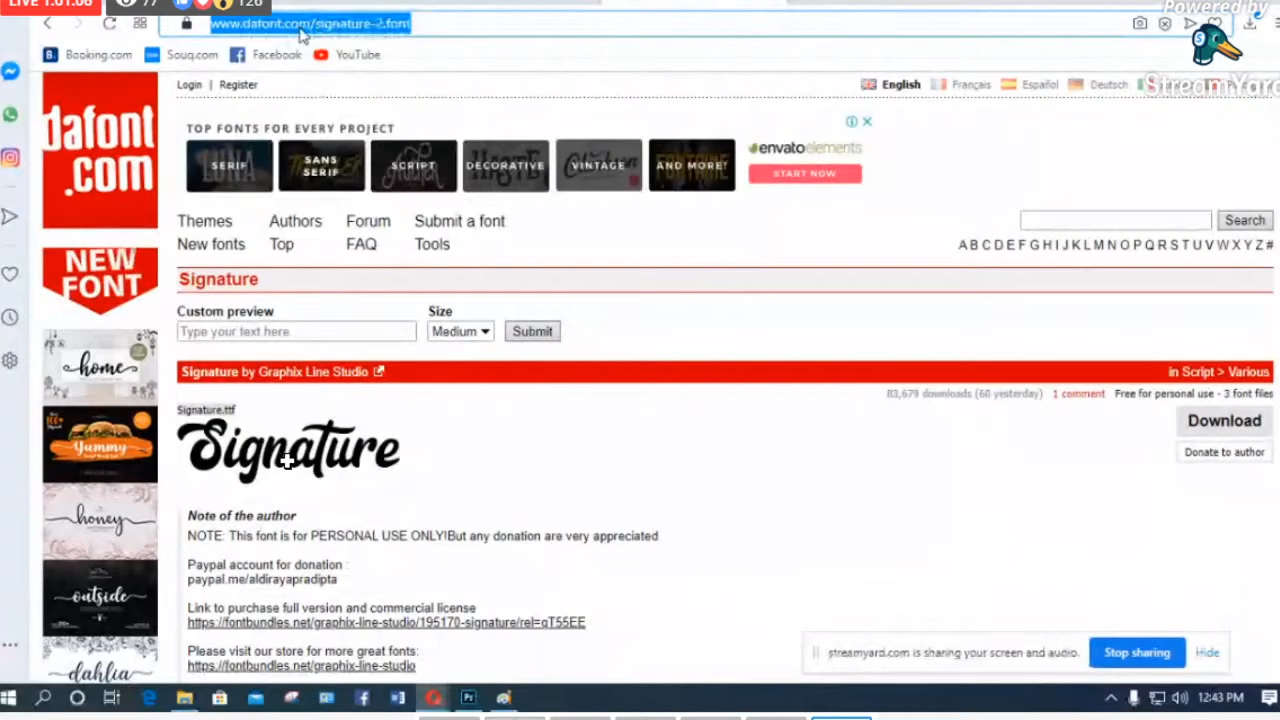 LIVE 1:01:06 77 126
Powered by
StreamYard
www.dafont.com/signature-2.font
Booking.com Souq.com Facebook YouTube
dafont
.com
Login | Register
English Français Español Deutsch
TOP FONTS FOR EVERY PROJECT
SERIF
SANS
SERIF
SCRIPT
DECORATIVE
VINTAGE
AND MORE!
envatoelements
START NOW
Themes Authors Forum Submit a font
New fonts Top FAQ Tools
Search
A B C D E F G H I J K L M N O P Q R S T U V W X Y Z #
NEW
FONT
Signature
Custom preview Size
Type your text here Medium Submit
home
Signature by Graphix Line Studio in Script > Various
83,679 downloads (60 yesterday) 1 comment Free for personal use - 3 font files
Signature.ttf
Signature
Download
Donate to author
Yummy
honey
Note of the author
NOTE: This font is for PERSONAL USE ONLY!But any donation are very appreciated
Paypal account for donation :
paypal.me/aldirayapradipta
outside
Link to purchase full version and commercial license
https://fontbundles.net/graphix-line-studio/195170-signature/rel=qT55EE
Please visit our store for more great fonts:
https://fontbundles.net/graphix-line-studio
dahlia
streamyard.com is sharing your screen and audio. Stop sharing Hide
12:43 PM